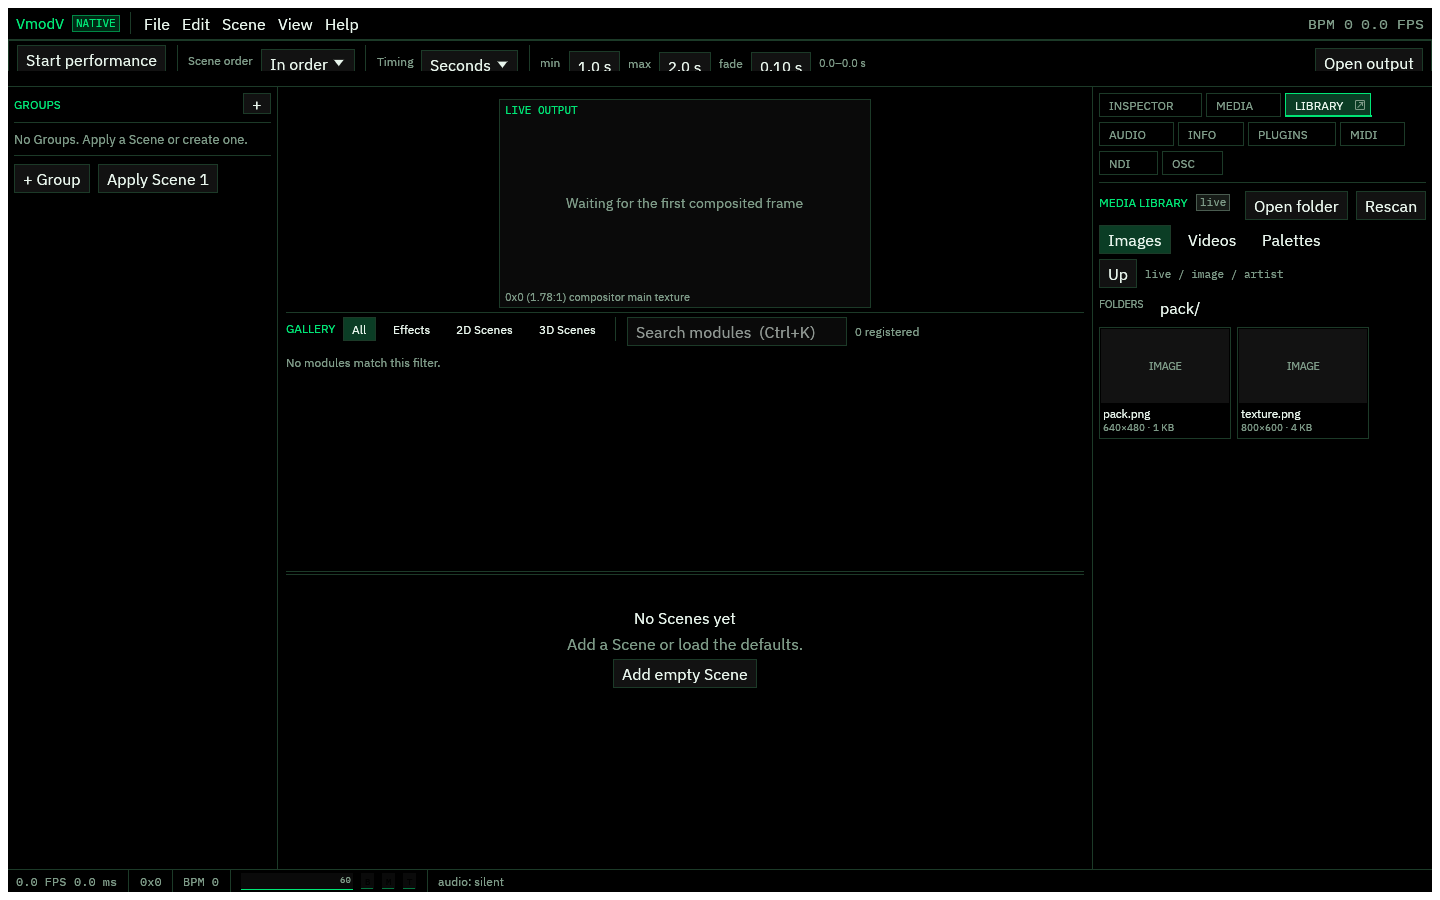 VmodV NATIVE File Edit Scene View Help BPM 0 0.0 FPS
Start performance Scene order In order Timing Seconds min 1.0 s max 2.0 s fade 0.10 s 0.0–0.0 s Open output
GROUPS +
No Groups. Apply a Scene or create one.
+ Group Apply Scene 1
LIVE OUTPUT
Waiting for the first composited frame
0x0 (1.78:1) compositor main texture
GALLERY All Effects 2D Scenes 3D Scenes Search modules (Ctrl+K) 0 registered
No modules match this filter.
No Scenes yet
Add a Scene or load the defaults.
Add empty Scene
INSPECTOR MEDIA LIBRARY
AUDIO INFO PLUGINS MIDI
NDI OSC
MEDIA LIBRARY live Open folder Rescan
Images Videos Palettes
Up live / image / artist
FOLDERS pack/
IMAGE IMAGE
pack.png texture.png
640×480 · 1 KB 800×600 · 4 KB
0.0 FPS 0.0 ms 0x0 BPM 0 60 audio: silent